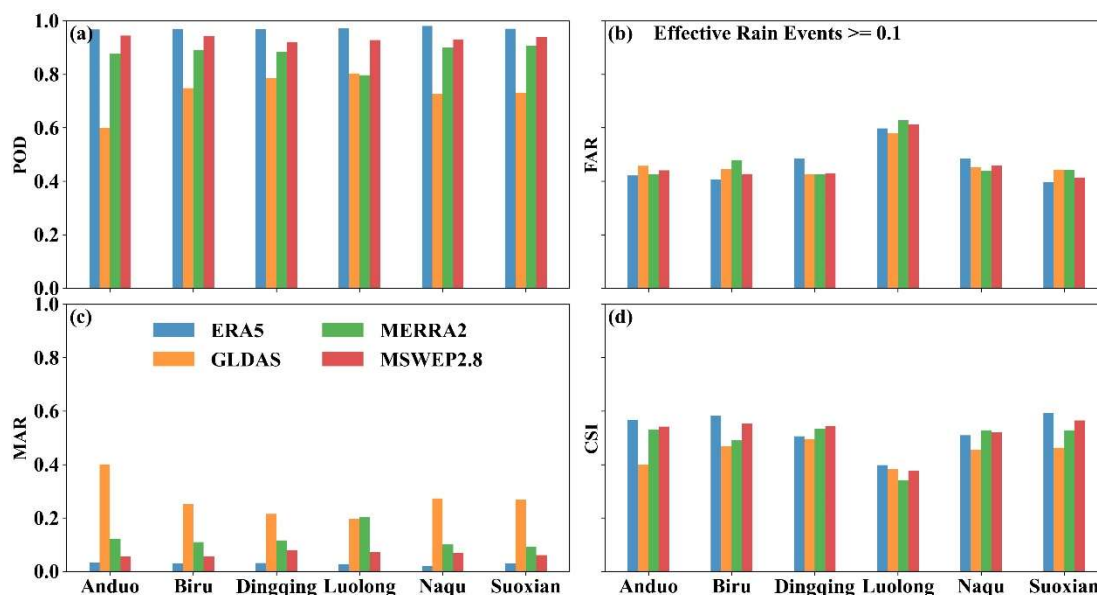 1.0
0.8
0.6
0.4
0.2
0.0
POD
(a)
(b) Effective Rain Events >= 0.1
FAR
1.0
0.8
0.6
0.4
0.2
0.0
MAR
(c)
ERA5 MERRA2
GLDAS MSWEP2.8
Anduo Biru Dingqing Luolong Naqu Suoxian
(d)
CSI
Anduo Biru Dingqing Luolong Naqu Suoxian